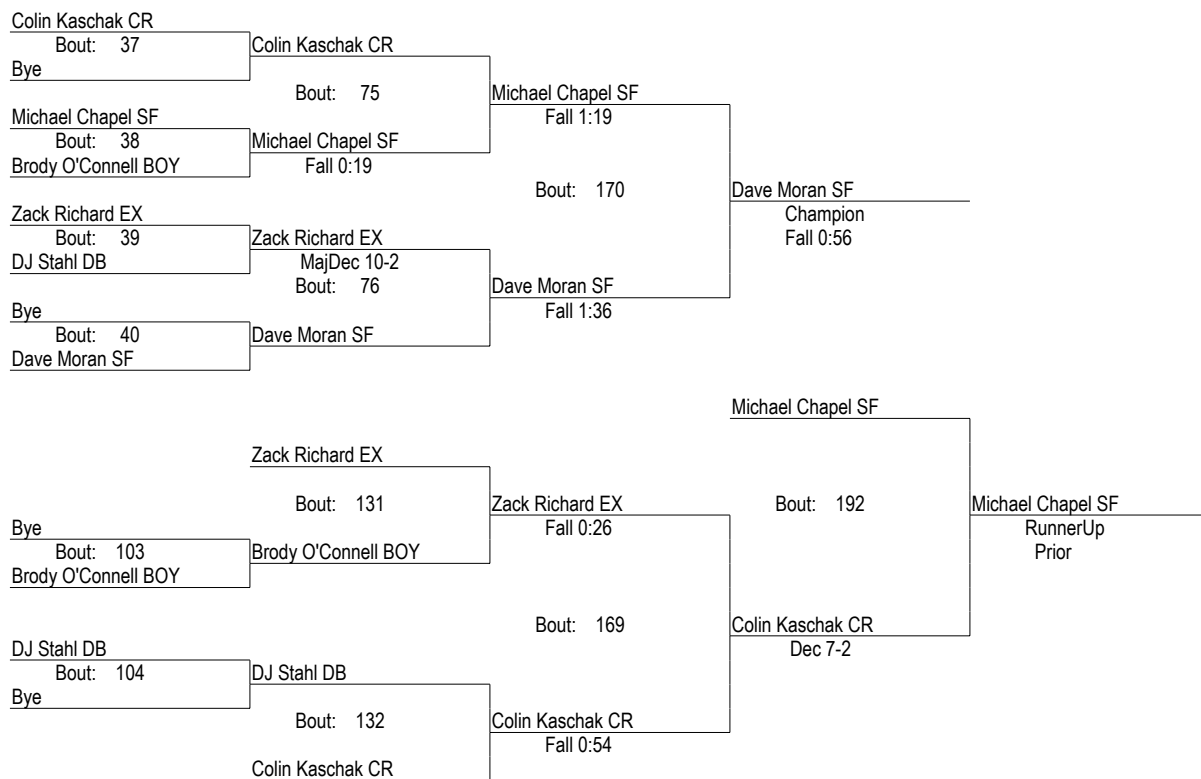 Colin Kaschak CR
Bout: 37
Colin Kaschak CR
Bye
Bout: 75
Michael Chapel SF
Fall 1:19
Michael Chapel SF
Bout: 38
Michael Chapel SF
Brody O'Connell BOY
Fall 0:19
Bout: 170
Dave Moran SF
Champion
Fall 0:56
Zack Richard EX
Bout: 39
Zack Richard EX
DJ Stahl DB
MajDec 10-2
Bout: 76
Dave Moran SF
Fall 1:36
Bye
Bout: 40
Dave Moran SF
Dave Moran SF
Michael Chapel SF
Zack Richard EX
Bout: 131
Zack Richard EX
Fall 0:26
Bout: 192
Michael Chapel SF
RunnerUp
Prior
Bye
Bout: 103
Brody O'Connell BOY
Brody O'Connell BOY
Bout: 169
Colin Kaschak CR
Dec 7-2
DJ Stahl DB
Bout: 104
DJ Stahl DB
Bye
Bout: 132
Colin Kaschak CR
Fall 0:54
Colin Kaschak CR